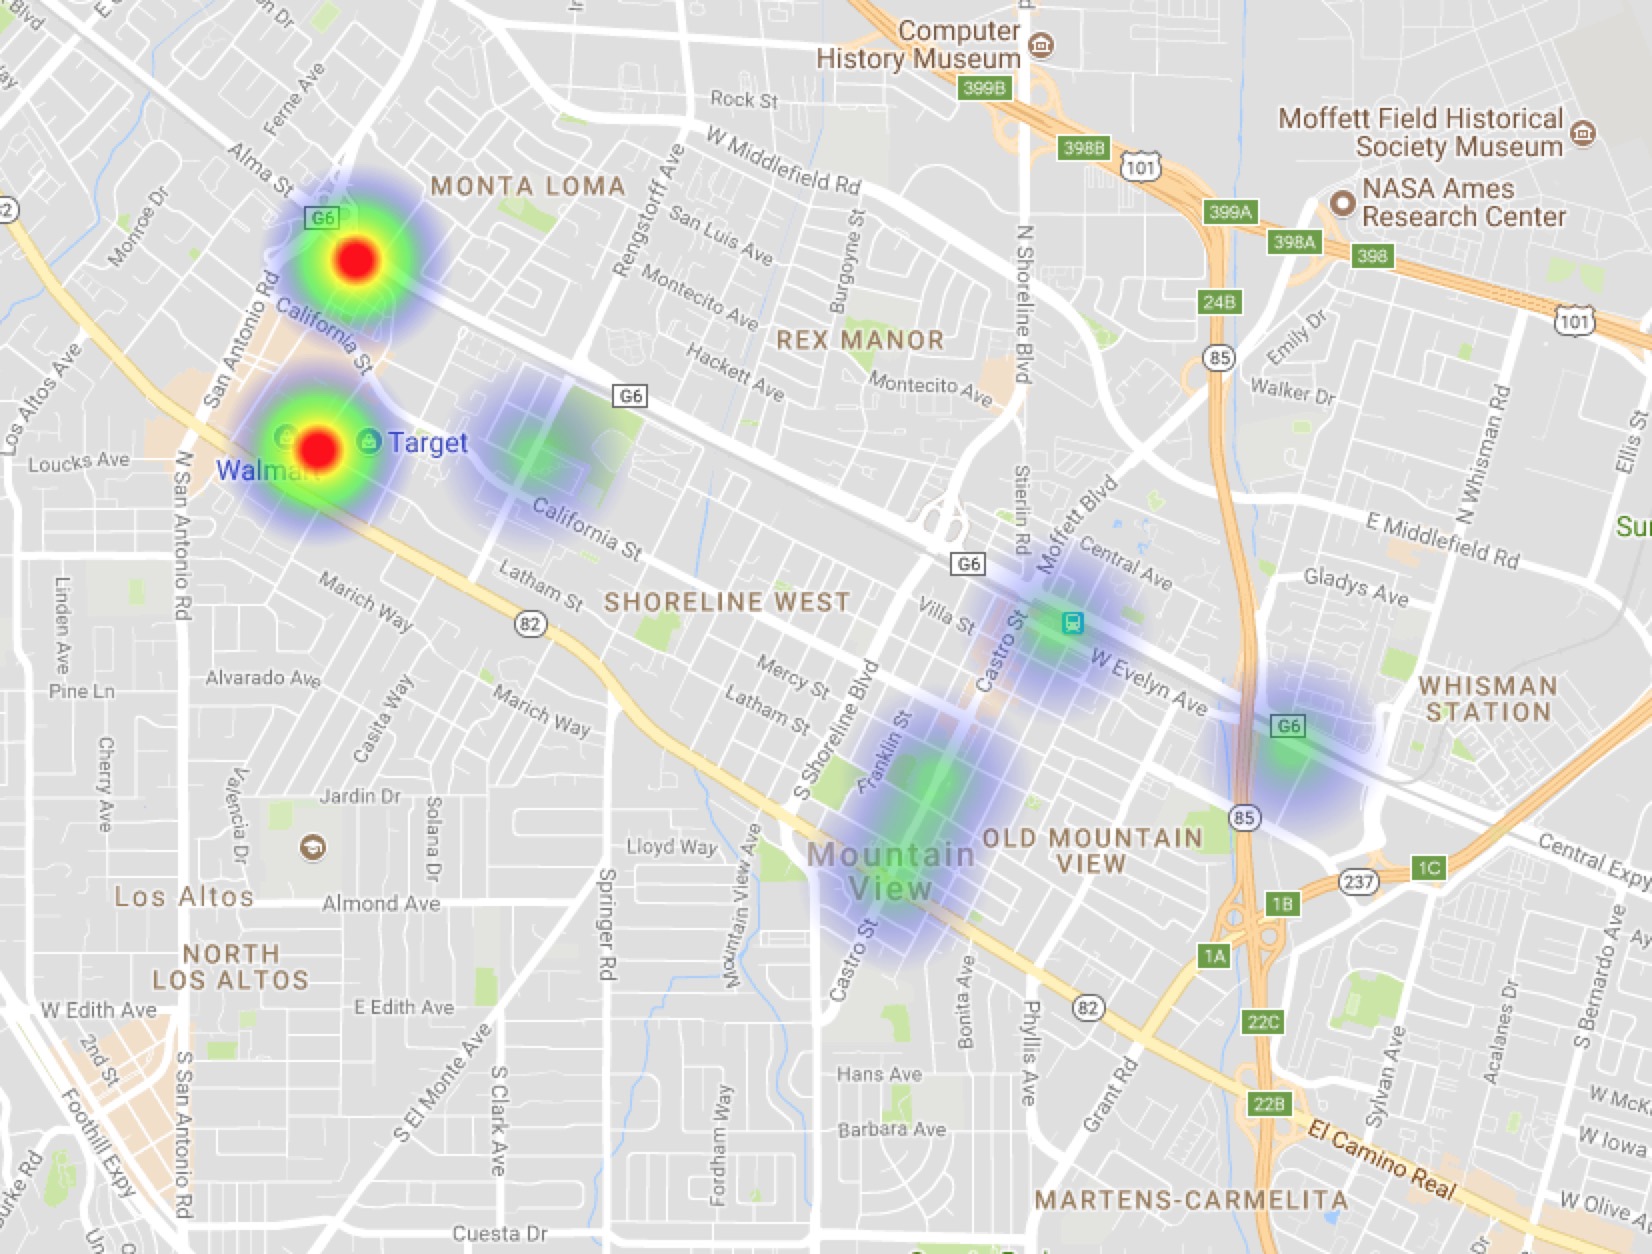 Computer
History Museum
399B
Ferne Ave
Rock St
Moffett Field Historical
Society Museum
W Middlefield Rd
398B
101
Alma St
MONTA LOMA
NASA Ames
Research Center
Rengstorff Ave
399A
G6
Monroe Dr
San Luis Ave
Burgoyne St
N Shoreline Blvd
398A
398
24B
Montecito Ave
101
San Antonio Rd
California St
REX MANOR
Emily Dr
85
Hackett Ave
Montecito Ave
Walker Dr
Los Altos Ave
G6
N Whisman Rd
Ellis St
Target
Walmar
Loucks Ave
N San Antonio Rd
California St
Stierlin Rd
Moffett Blvd
E Middlefield Rd
Central Ave
G6
Latham St
Marich Way
Gladys Ave
Linden Ave
SHORELINE WEST
Villa St
82
Castro St
W Evelyn Ave
Mercy St
Alvarado Ave
Pine Ln
Casita Way
Marich Way
Latham St
S Shoreline Blvd
Franklin St
WHISMAN
STATION
G6
Cherry Ave
Valencia Dr
Jardin Dr
Solana Dr
85
Lloyd Way
Mountain View Ave
OLD MOUNTAIN
VIEW
Mountain
View
Central Expy
1C
237
Los Altos
Almond Ave
Springer Rd
1B
NORTH
LOS ALTOS
Castro St
Bonita Ave
1A
S Bernardo Ave
W Edith Ave
E Edith Ave
82
22C
Phyllis Ave
Acalanes Dr
2nd St
S San Antonio Rd
S El Monte Ave
S Clark Ave
Hans Ave
Grant Rd
Sylvan Ave
22B
Foothill Expy
Fordham Way
Barbara Ave
El Camino Real
W Iowa
MARTENS-CARMELITA
W Olive
Cuesta Dr